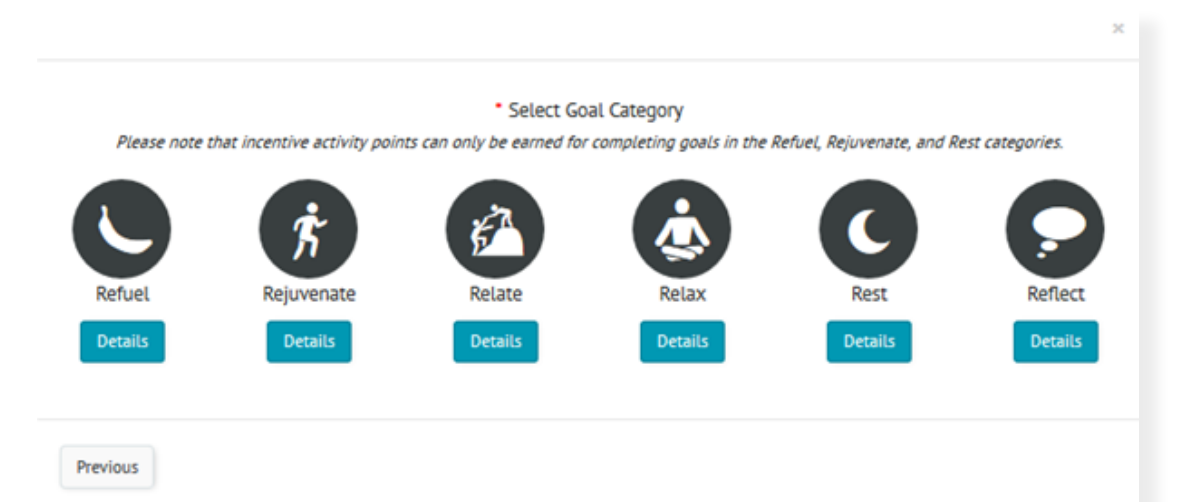 ×
* Select Goal Category
Please note that incentive activity points can only be earned for completing goals in the Refuel, Rejuvenate, and Rest categories.
Refuel Rejuvenate Relate Relax Rest Reflect
Details Details Details Details Details Details
Previous